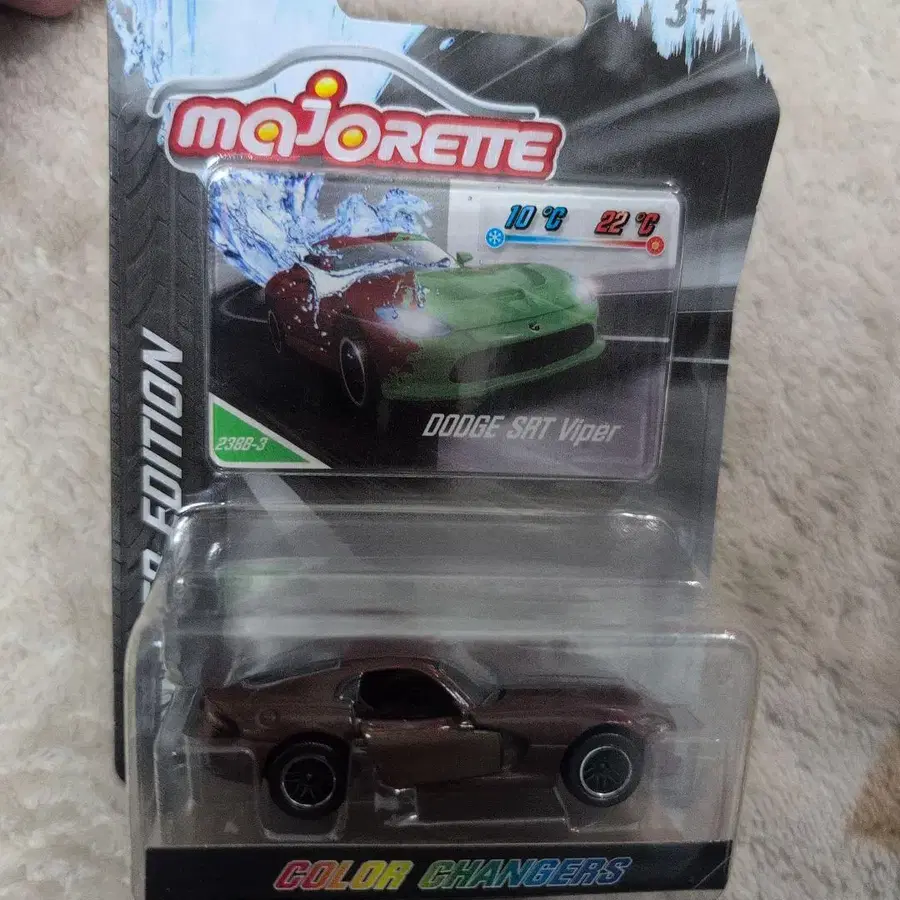 3+
MAJORETTE
10 °C 22 °C
DODGE SRT Viper
238B-3
EDITION
COLOR CHANGERS